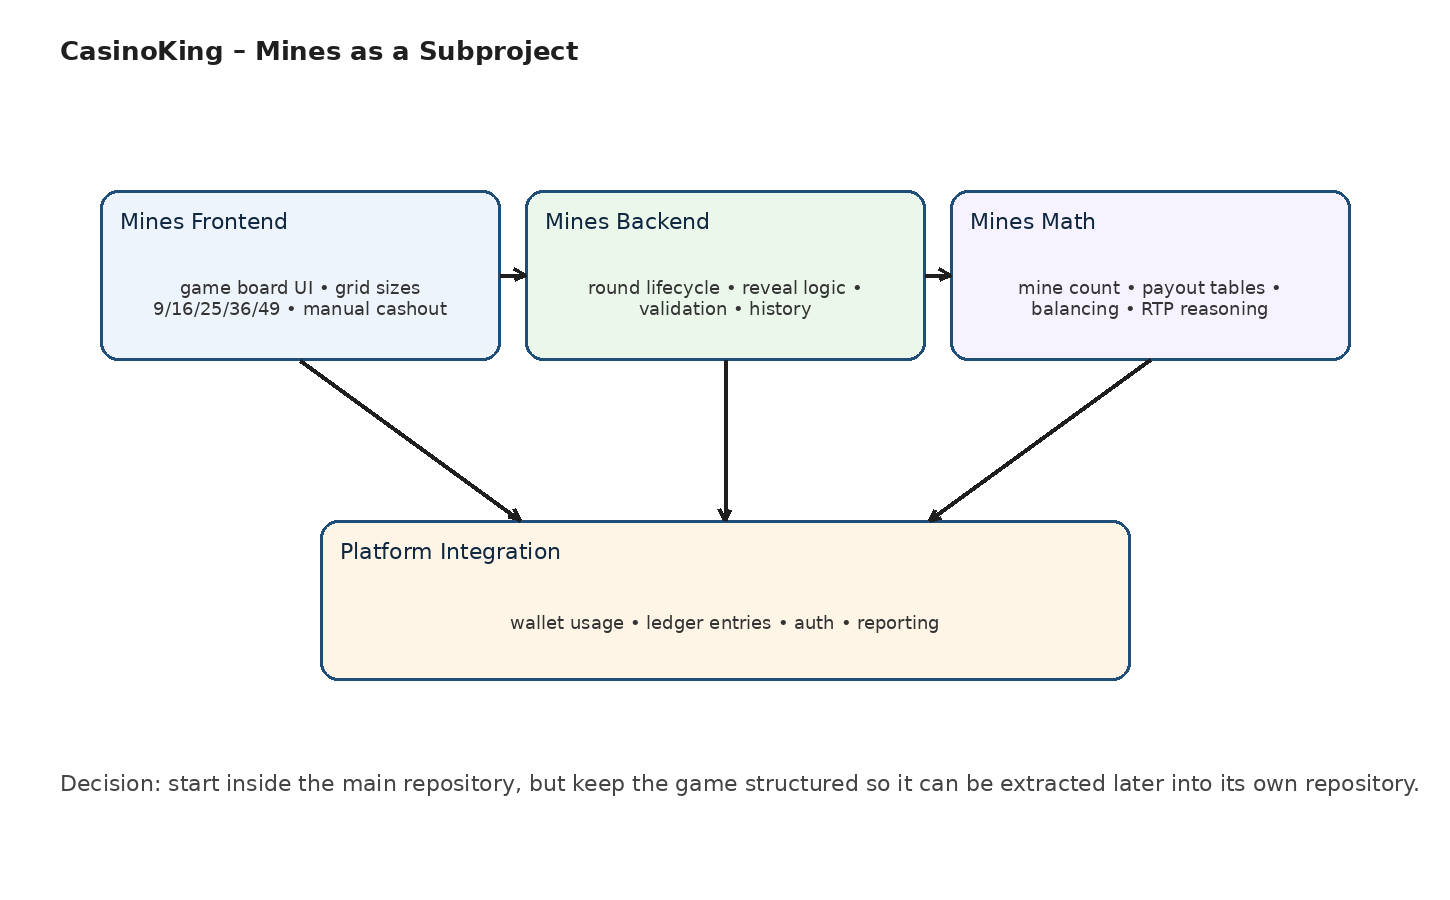 CasinoKing – Mines as a Subproject
Mines Frontend
game board UI • grid sizes
9/16/25/36/49 • manual cashout
Mines Backend
round lifecycle • reveal logic •
validation • history
Mines Math
mine count • payout tables •
balancing • RTP reasoning
Platform Integration
wallet usage • ledger entries • auth • reporting
Decision: start inside the main repository, but keep the game structured so it can be extracted later into its own repository.